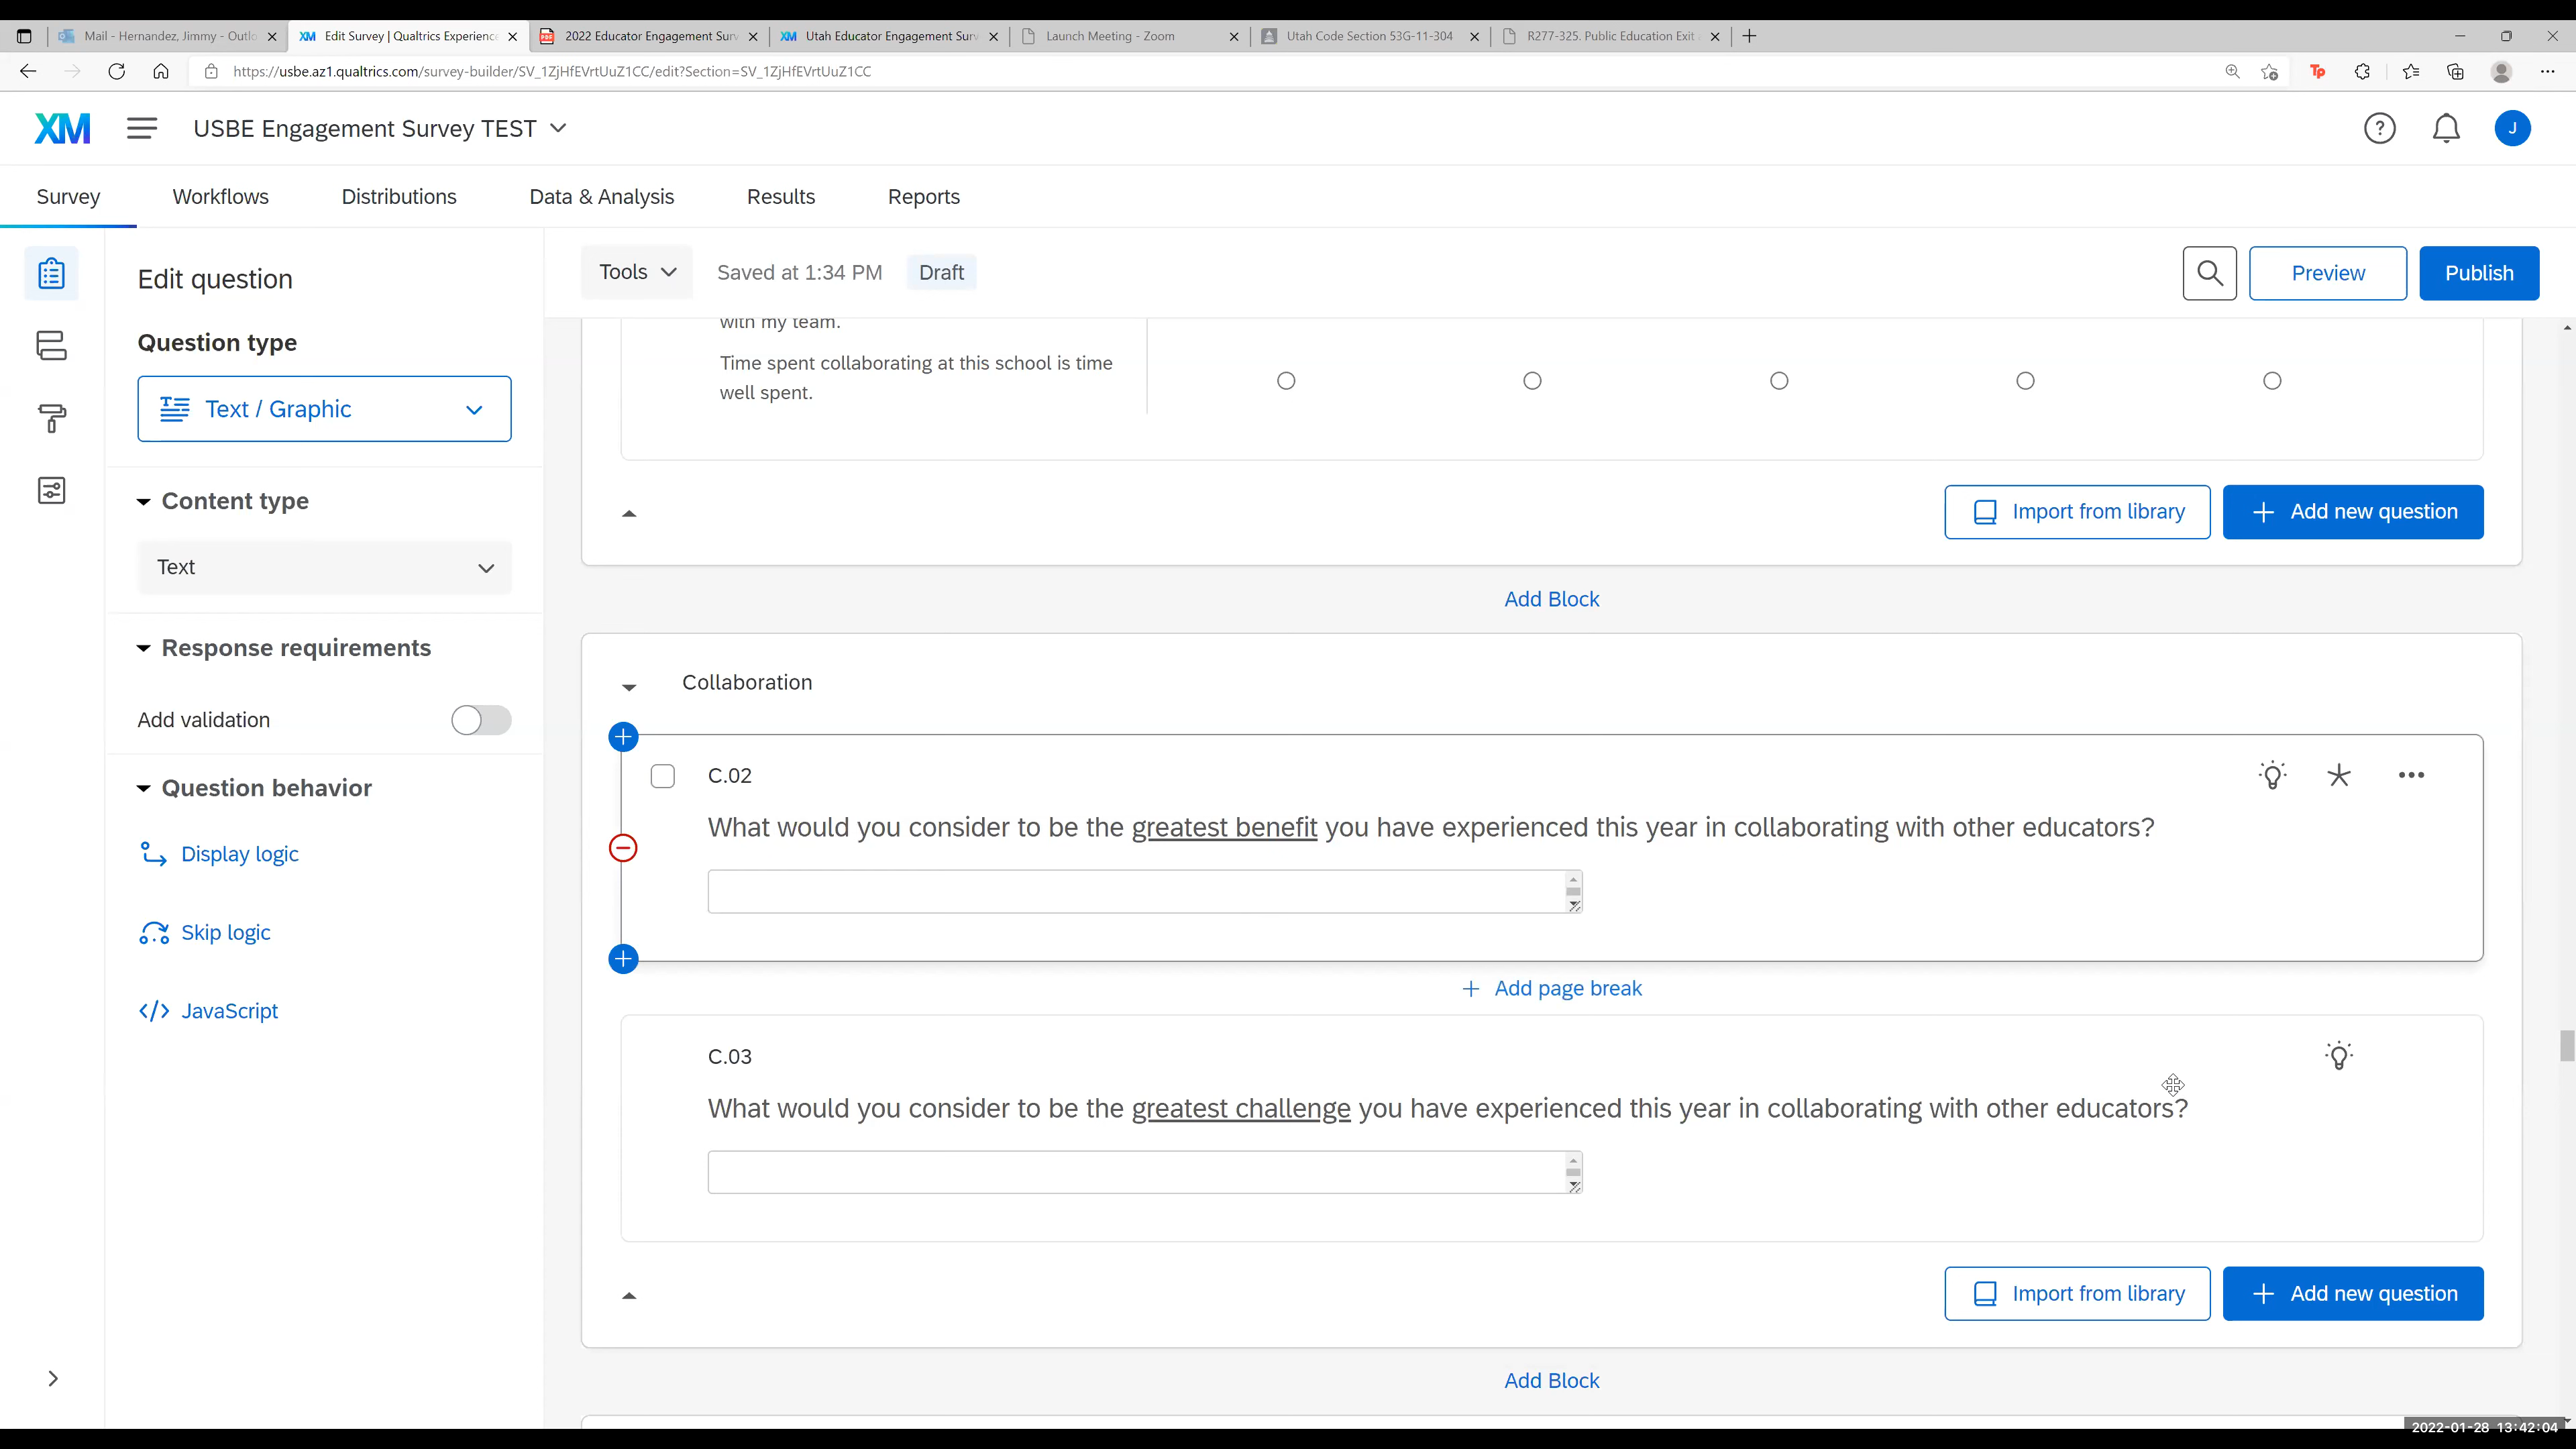 Mail - Hernandez, Jimmy - Outlo
Edit Survey | Qualtrics Experience
2022 Educator Engagement Surv
Utah Educator Engagement Surv
Launch Meeting - Zoom
Utah Code Section 53G-11-304
R277-325. Public Education Exit
https://usbe.az1.qualtrics.com/survey-builder/SV_1ZjHfEVrtUuZ1CC/edit?Section=SV_1ZjHfEVrtUuZ1CC
XM
USBE Engagement Survey TEST
J
Survey
Workflows
Distributions
Data & Analysis
Results
Reports
Edit question
Question type
Text / Graphic
Content type
Text
Response requirements
Add validation
Question behavior
Display logic
Skip logic
JavaScript
Tools
Saved at 1:34 PM
Draft
Preview
Publish
with my team.
Time spent collaborating at this school is time
well spent.
Import from library
Add new question
Add Block
Collaboration
C.02
What would you consider to be the greatest benefit you have experienced this year in collaborating with other educators?
Add page break
C.03
What would you consider to be the greatest challenge you have experienced this year in collaborating with other educators?
Import from library
Add new question
Add Block
2022-01-28 13:42:04